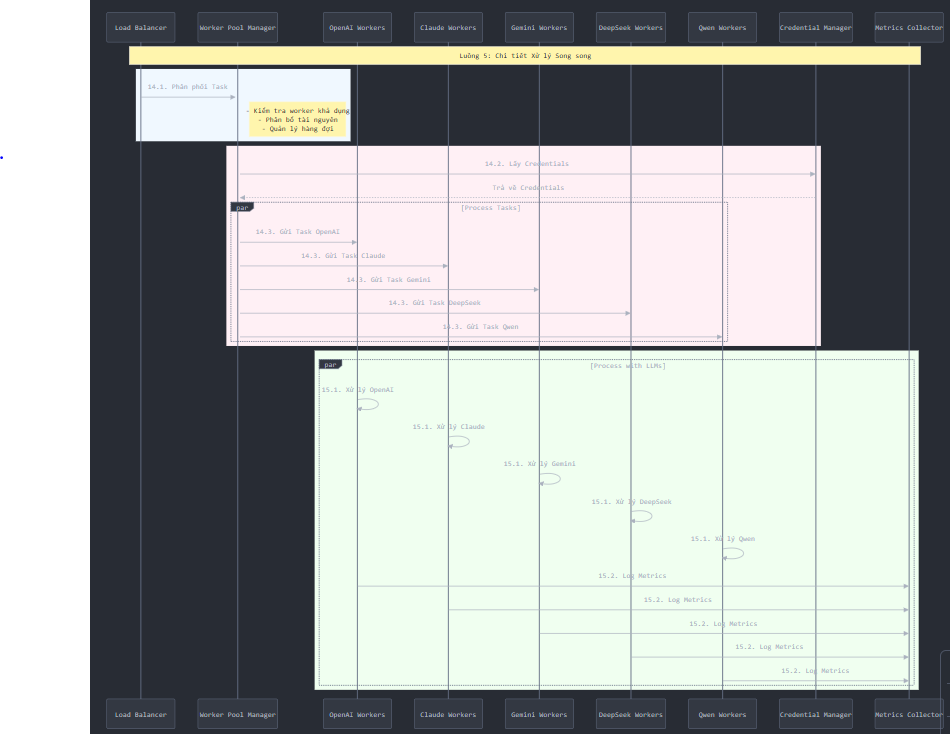 Load Balancer
Worker Pool Manager
OpenAI Workers
Claude Workers
Gemini Workers
DeepSeek Workers
Qwen Workers
Credential Manager
Metrics Collector
Luồng 5: Chi tiết Xử lý Song song
14.1. Phân phối Task
- Kiểm tra worker khả dụng
- Phân bổ tài nguyên
- Quản lý hàng đợi
14.2. Lấy Credentials
Trả về Credentials
par
[Process Tasks]
14.3. Gửi Task OpenAI
14.3. Gửi Task Claude
14.3. Gửi Task Gemini
14.3. Gửi Task DeepSeek
14.3. Gửi Task Qwen
par
[Process with LLMs]
15.1. Xử lý OpenAI
15.1. Xử lý Claude
15.1. Xử lý Gemini
15.1. Xử lý DeepSeek
15.1. Xử lý Qwen
15.2. Log Metrics
15.2. Log Metrics
15.2. Log Metrics
15.2. Log Metrics
15.2. Log Metrics
Load Balancer
Worker Pool Manager
OpenAI Workers
Claude Workers
Gemini Workers
DeepSeek Workers
Qwen Workers
Credential Manager
Metrics Collector